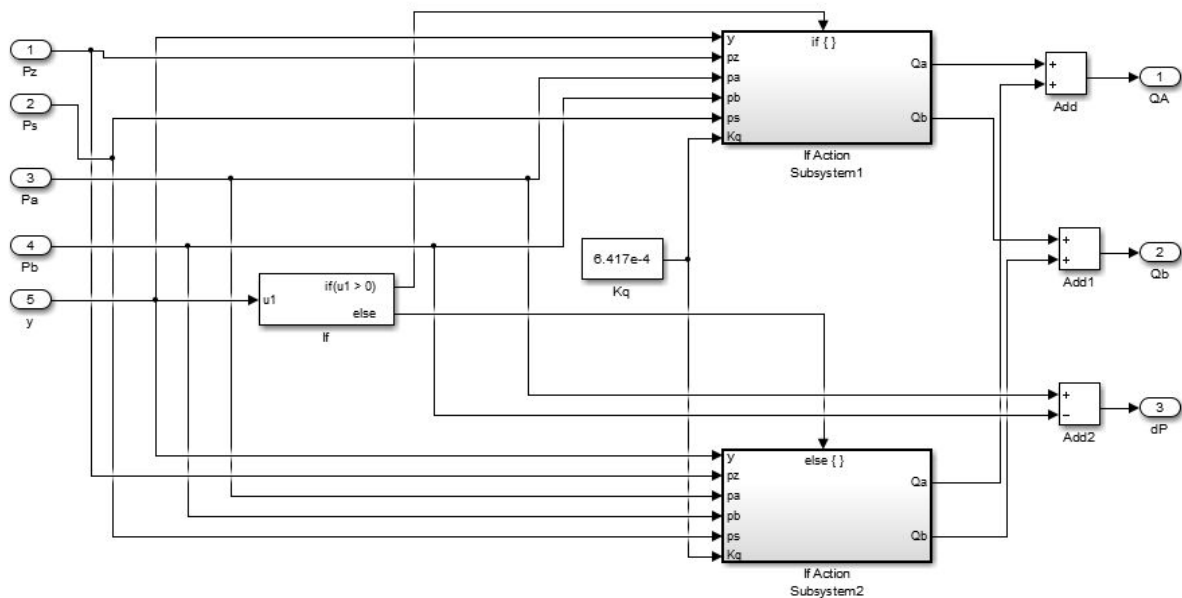 1
Pz
2
Ps
3
Pa
4
Pb
5
y
u1
if(u1 > 0)
else
If
if { }
y
pz
pa
pb
ps
Kq
Qa
Qb
If Action
Subsystem1
6.417e-4
Kq
else { }
y
pz
pa
pb
ps
Kq
Qa
Qb
If Action
Subsystem2
+
+
Add
1
QA
+
+
Add1
2
Qb
+
−
Add2
3
dP